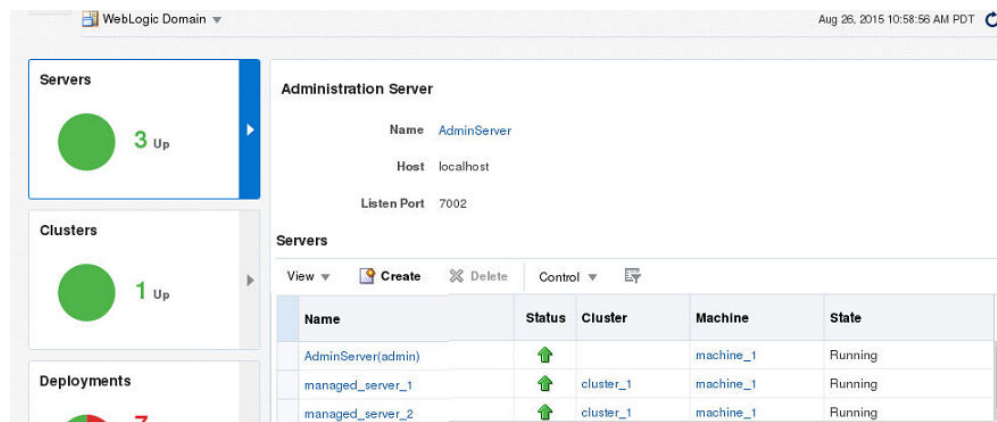 WebLogic Domain
Aug 26, 2015 10:58:56 AM PDT
Servers
3 Up
Clusters
1 Up
Deployments
7
Administration Server
Name AdminServer
Host localhost
Listen Port 7002
Servers
View Create Delete Control
Name Status Cluster Machine State
AdminServer(admin) machine_1 Running
managed_server_1 cluster_1 machine_1 Running
managed_server_2 cluster_1 machine_1 Running